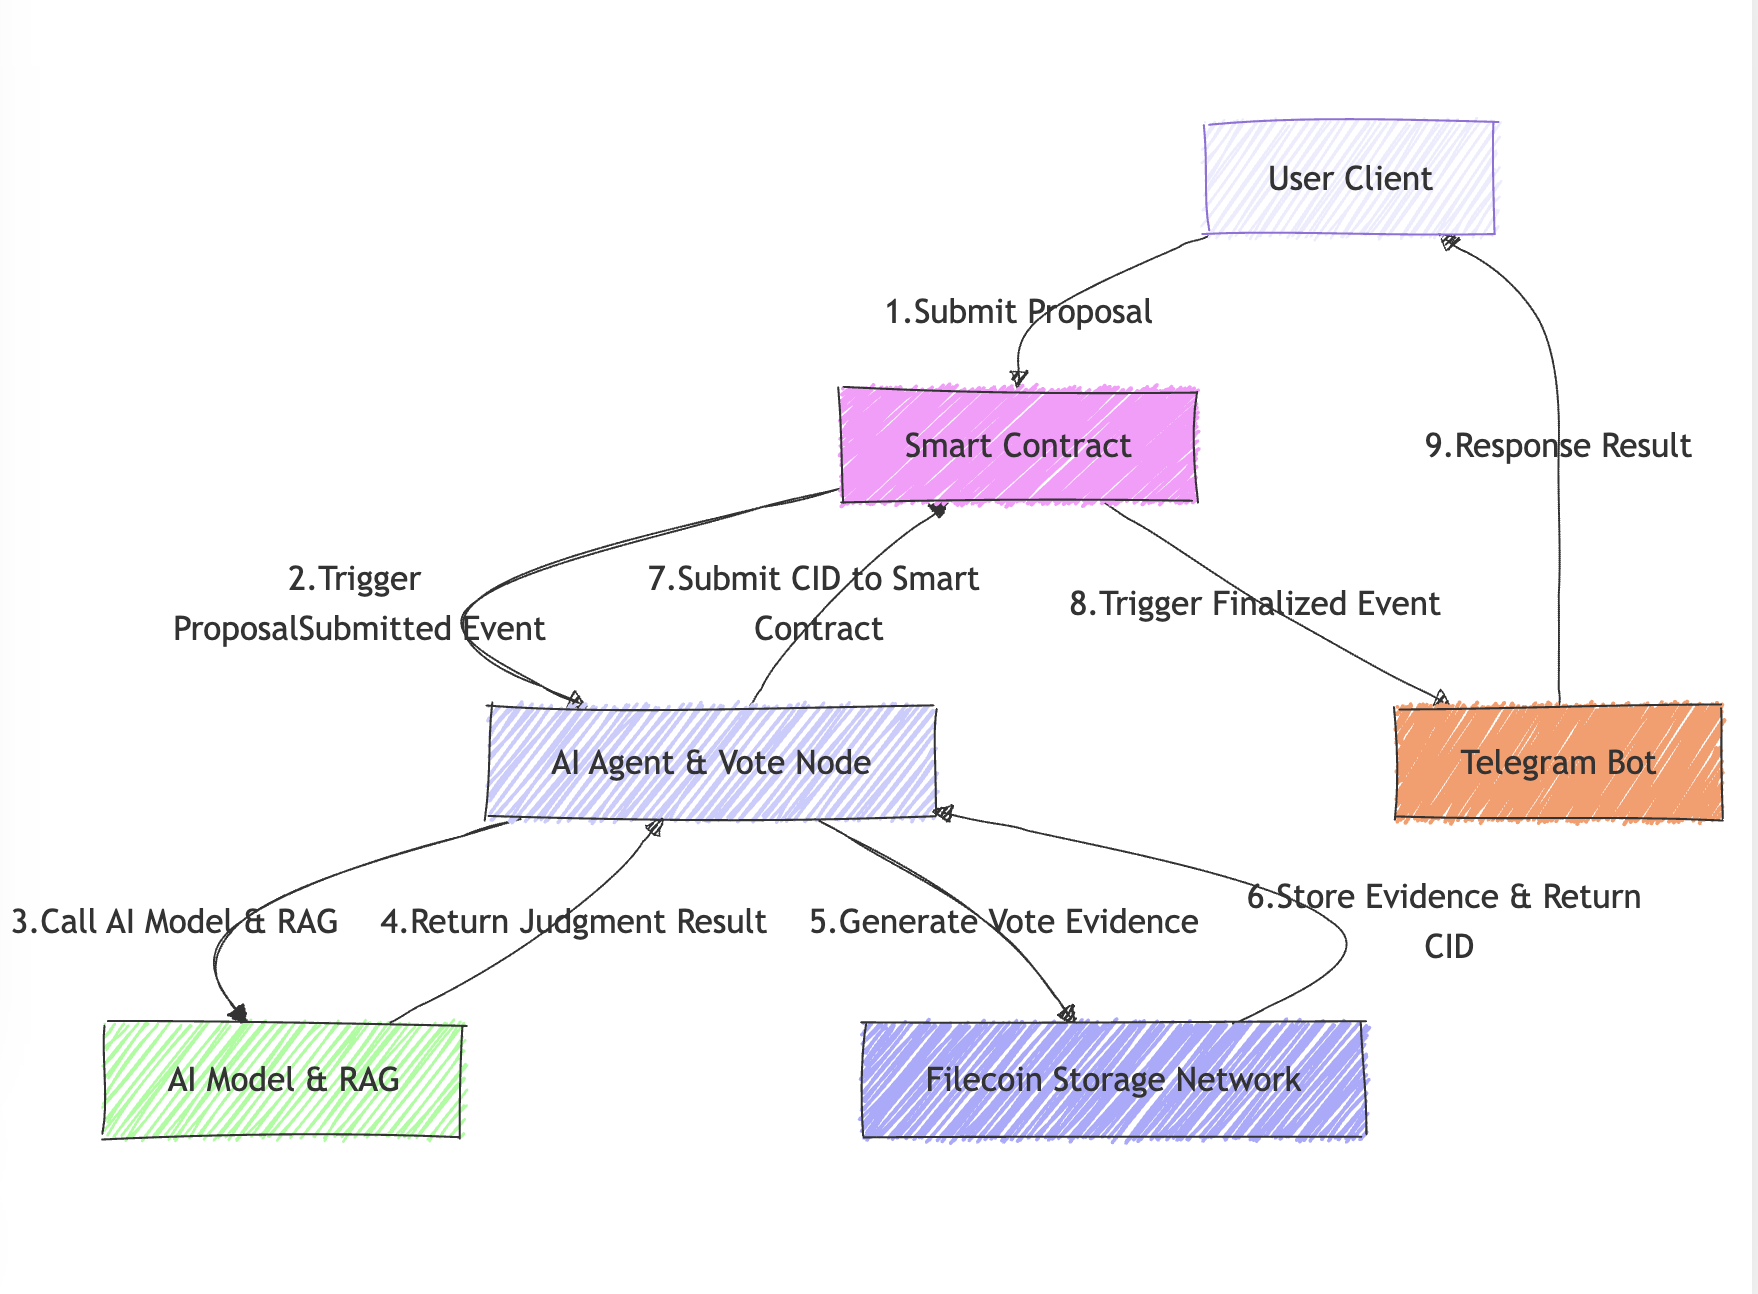 User Client
1.Submit Proposal
Smart Contract
9.Response Result
2.Trigger
ProposalSubmitted Event
7.Submit CID to Smart
Contract
8.Trigger Finalized Event
AI Agent & Vote Node
Telegram Bot
3.Call AI Model & RAG
4.Return Judgment Result
5.Generate Vote Evidence
6.Store Evidence & Return
CID
AI Model & RAG
Filecoin Storage Network